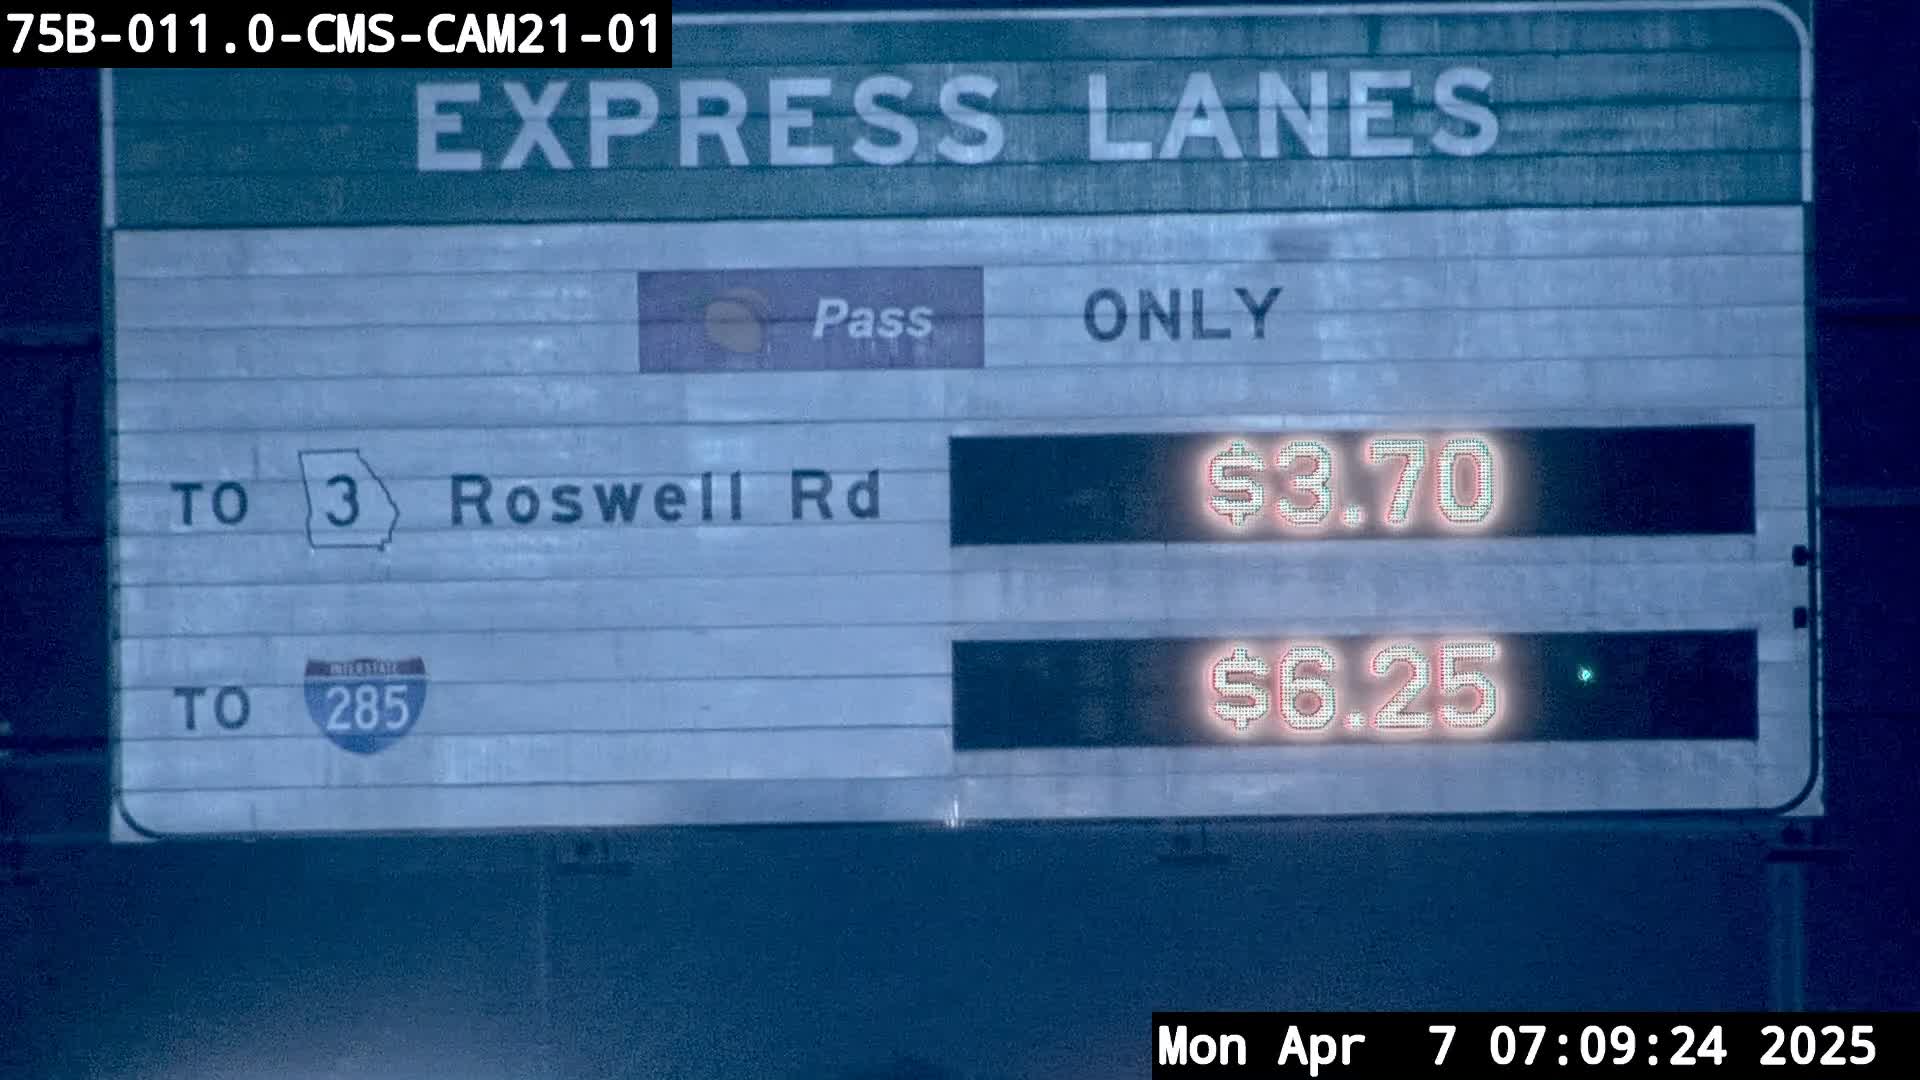 75B-011.0-CMS-CAM21-01
EXPRESS LANES
Pass ONLY
TO 3 Roswell Rd $3.70
TO INTERSTATE 285 $6.25
Mon Apr 7 07:09:24 2025